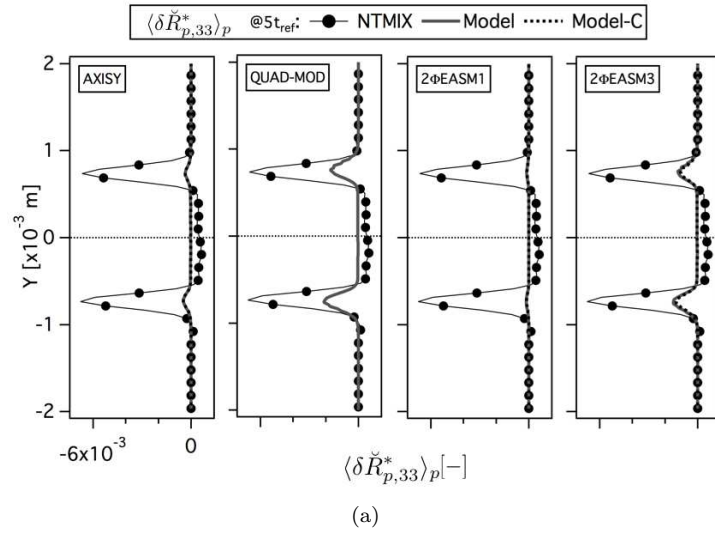 ⟨δR̆*p,33⟩p @5tref: NTMIX Model Model-C
AXISY QUAD-MOD 2ΦEASM1 2ΦEASM3
2
1
0
-1
-2
Y [x10⁻³ m]
-6x10⁻³ 0
⟨δR̆*p,33⟩p[−]
(a)